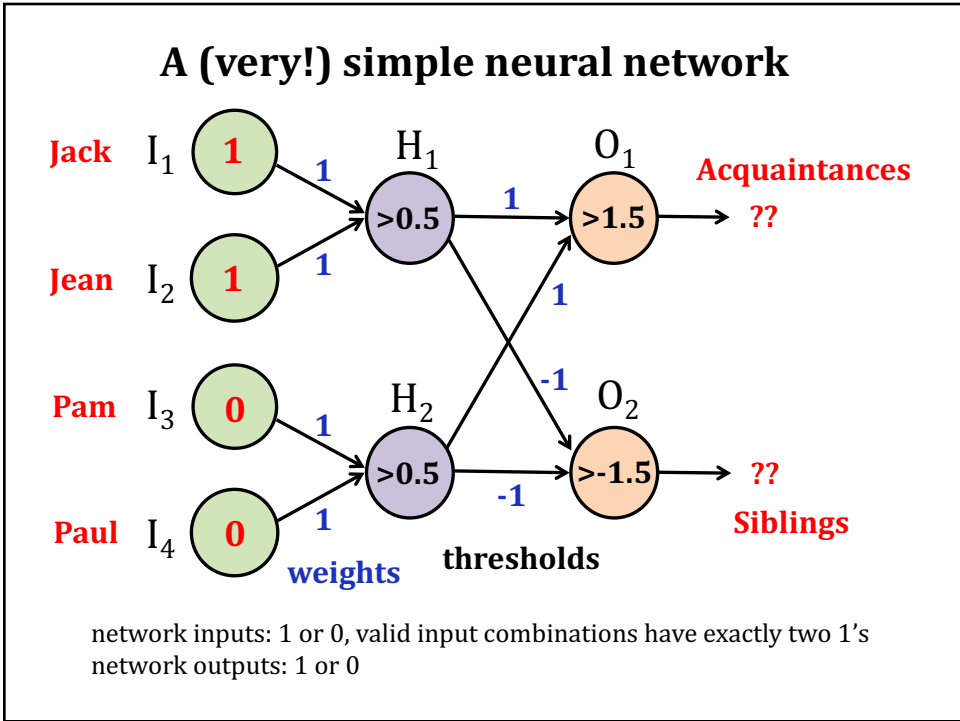 A (very!) simple neural network
Jack I₁ 1
1
H₁
O₁
Acquaintances
>0.5
1
>1.5
??
Jean I₂ 1
1
1
Pam I₃ 0
1
H₂
-1
O₂
>0.5
-1
>-1.5
??
Paul I₄ 0
1
Siblings
weights
thresholds
network inputs: 1 or 0, valid input combinations have exactly two 1's
network outputs: 1 or 0